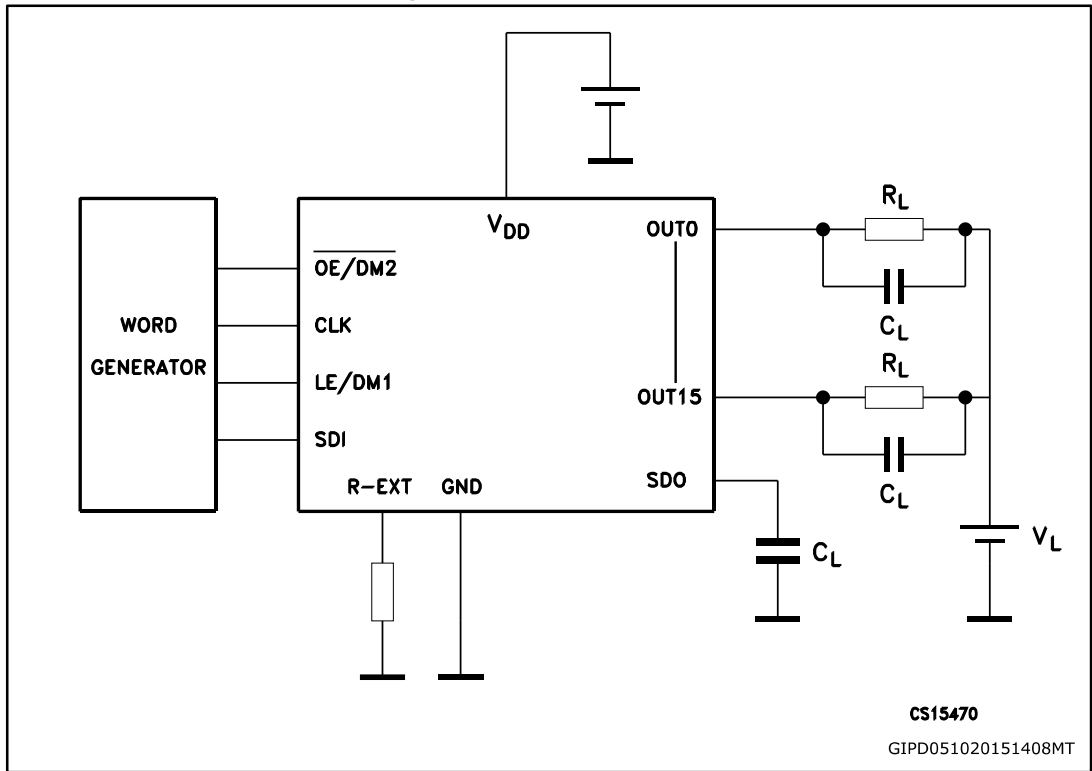 V_DD
OUT0
R_L
OE/DM2
C_L
WORD
GENERATOR
CLK
R_L
LE/DM1
OUT15
SDI
C_L
R-EXT
GND
SDO
C_L
V_L
CS15470
GIPD051020151408MT